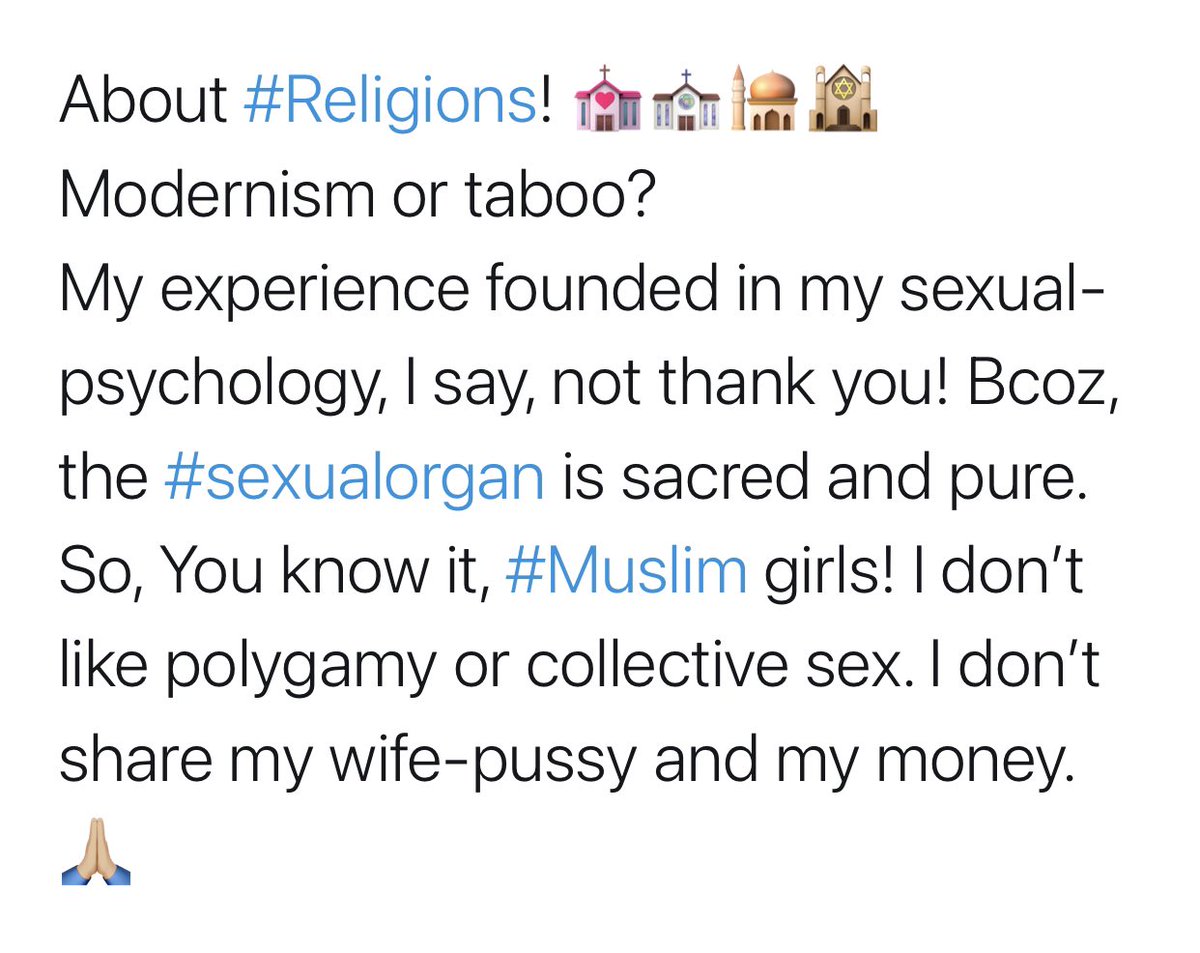 About #Religions! 💒⛪🕌🕍
Modernism or taboo?
My experience founded in my sexual-
psychology, I say, not thank you! Bcoz,
the #sexualorgan is sacred and pure.
So, You know it, #Muslim girls! I don’t
like polygamy or collective sex. I don’t
share my wife-pussy and my money.
🙏🏼